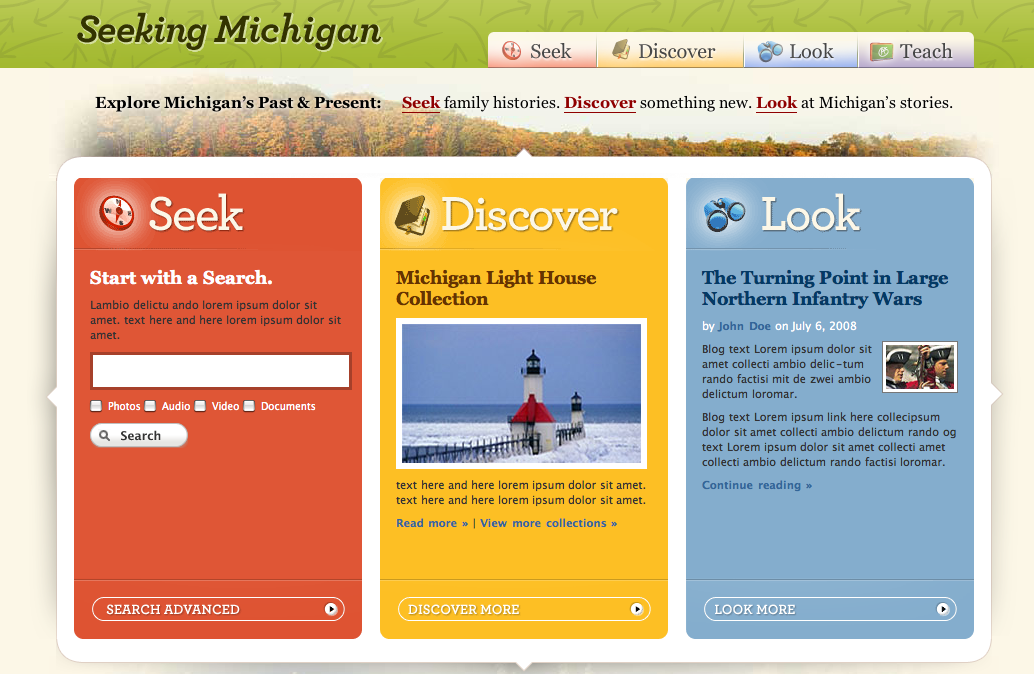 Seeking Michigan
Seek
Discover
Look
Teach
Explore Michigan's Past & Present: Seek family histories. Discover something new. Look at Michigan's stories.
Seek
Start with a Search.
Lambio delictu ando lorem ipsum dolor sit
amet. text here and here lorem ipsum dolor sit
amet.
Photos Audio Video Documents
Search
SEARCH ADVANCED
Discover
Michigan Light House
Collection
text here and here lorem ipsum dolor sit amet.
text here and here lorem ipsum dolor sit amet.
Read more » | View more collections »
DISCOVER MORE
Look
The Turning Point in Large
Northern Infantry Wars
by John Doe on July 6, 2008
Blog text Lorem ipsum dolor sit
amet collecti ambio delic-tum
rando factisi mit de zwei ambio
delictum loromar.
Blog text Lorem ipsum link here collecipsum
dolor sit amet collecti ambio delictum rando og
text Lorem ipsum dolor sit amet collecti amet
collecti ambio delictum rando factisi loromar.
Continue reading »
LOOK MORE